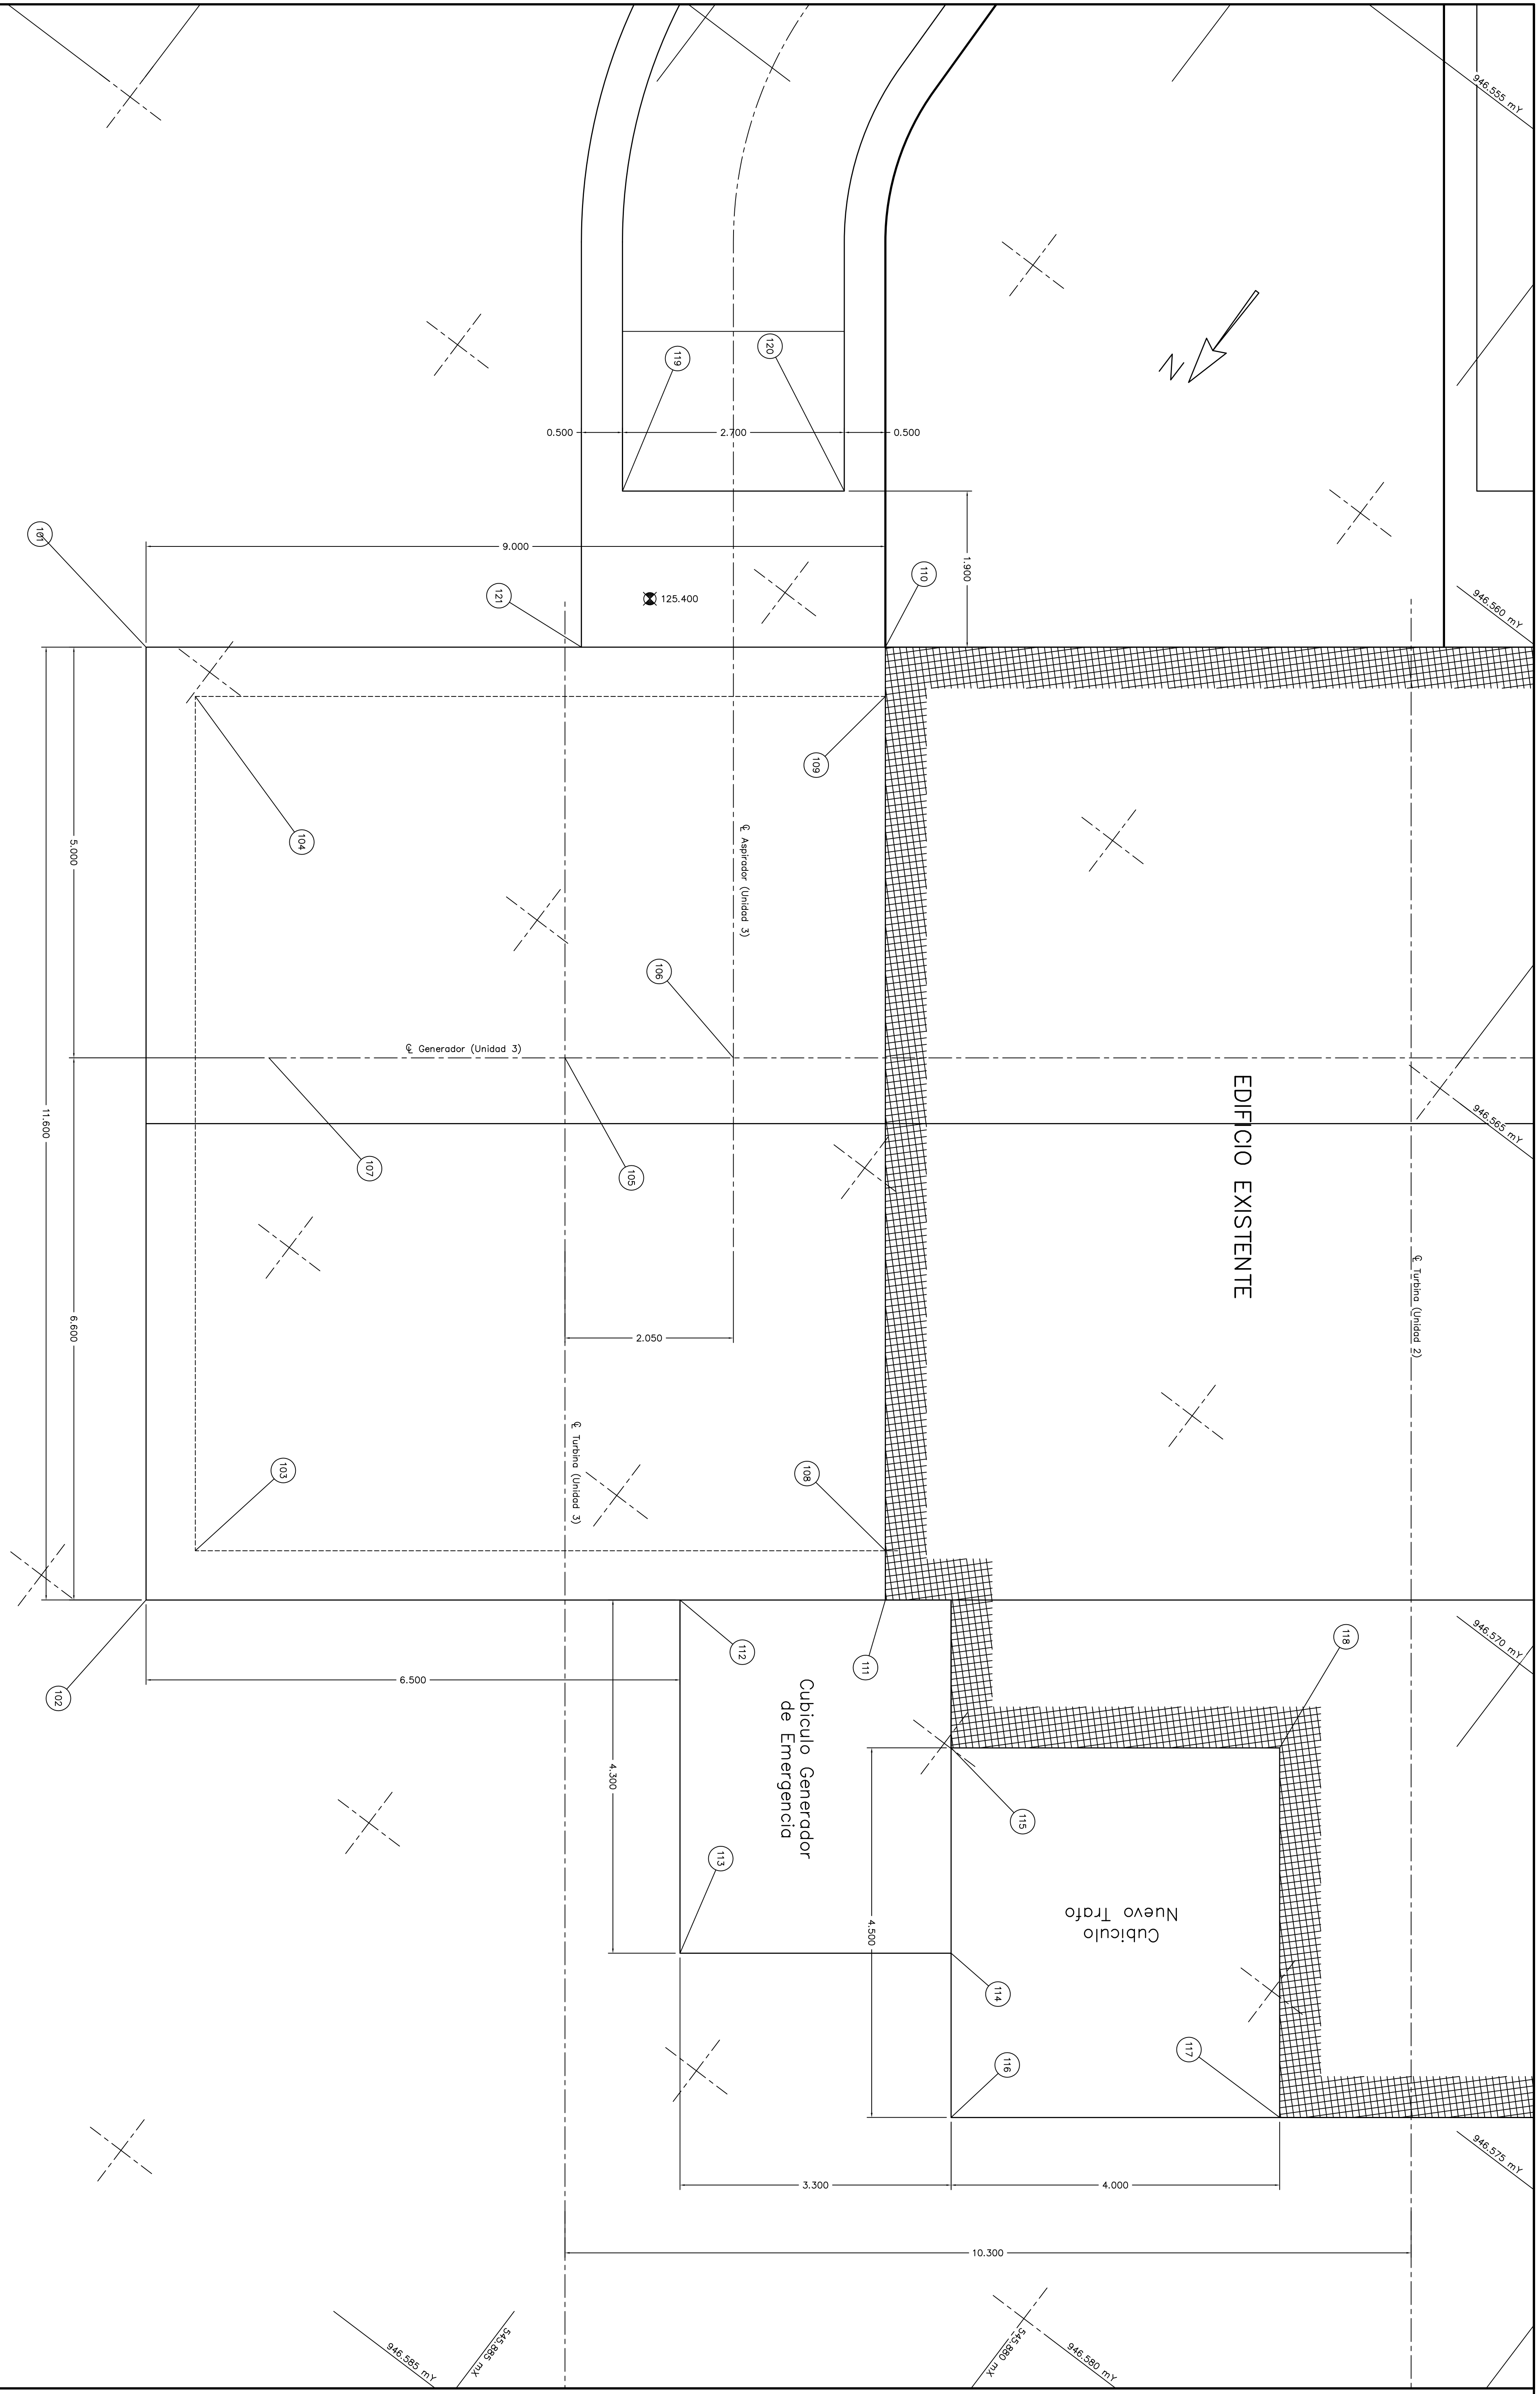 946.555 mY
N
119
120
0.500
2.700
0.500
101
9.000
1.900
110
121
125.400
946.560 mY
109
104
5.000
℄ Aspirador (Unidad 3)
106
℄ Generador (Unidad 3)
11.600
107
105
EDIFICIO EXISTENTE
946.565 mY
6.600
2.050
℄ Turbina (Unidad 2)
℄ Turbina (Unidad 3)
103
108
102
6.500
112
111
118
946.570 mY
Cubiculo Generador
de Emergencia
4.300
113
115
4.500
Cubiculo
Nuevo Trafo
114
116
117
946.575 mY
3.300
4.000
10.300
946.585 mY
545.885 mX
545.880 mX
946.580 mY